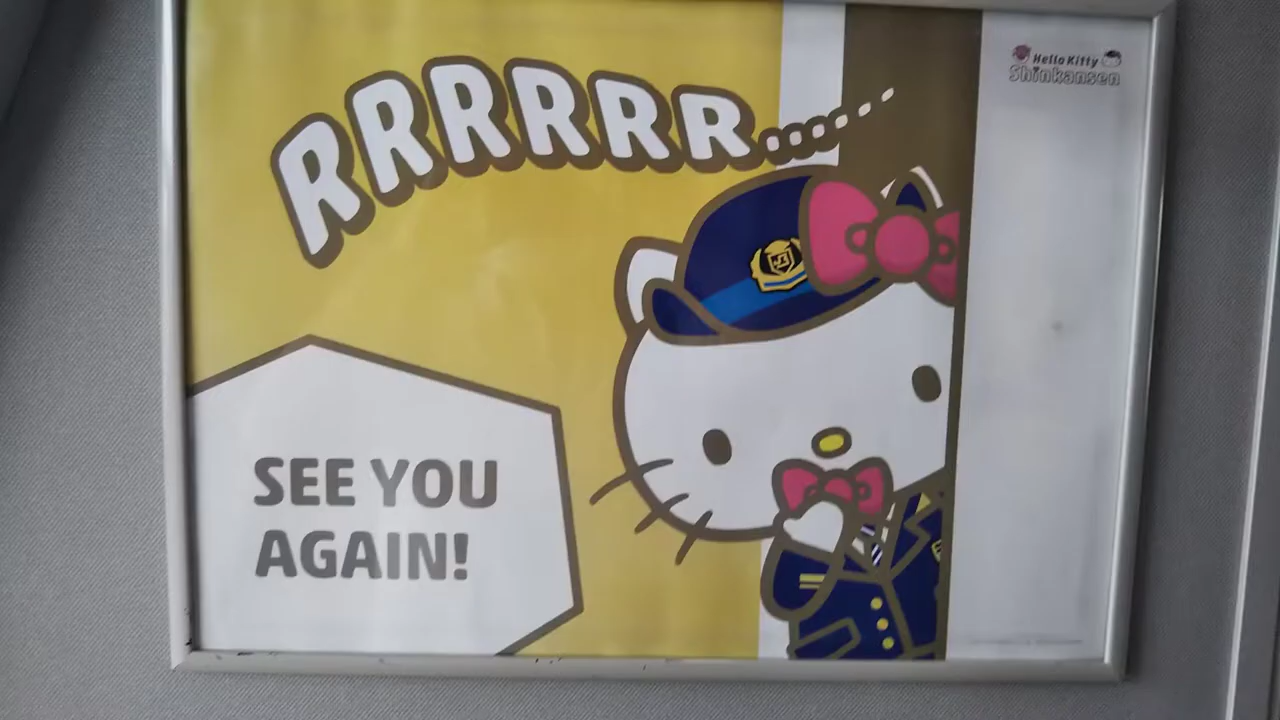 RRRRRR......
Hello Kitty
Shinkansen
SEE YOU
AGAIN!